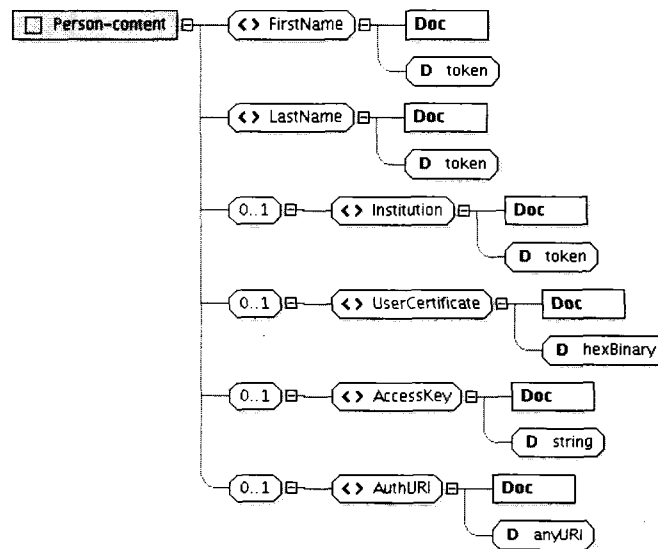 Person-content <> FirstName Doc
D token
<> LastName Doc
D token
0..1 <> Institution Doc
D token
0..1 <> UserCertificate Doc
D hexBinary
0..1 <> AccessKey Doc
D string
0..1 <> AuthURI Doc
D anyURI